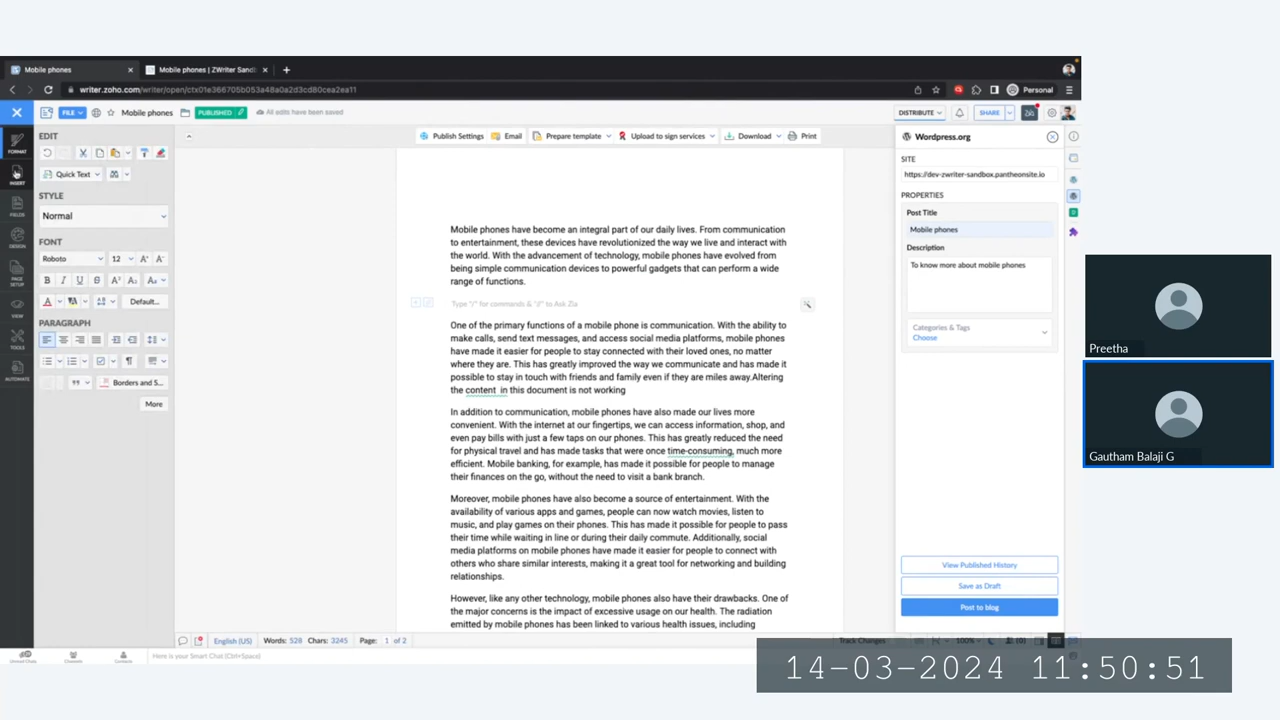 Mobile phones
Mobile phones | ZWriter Sand
writer.zoho.com/writer/open/ctx01e366705b053a48a0a2d3cd80cea2ea11
Personal
FILE
Mobile phones
PUBLISHED
All edits have been saved
DISTRIBUTE
SHARE
Publish Settings
Email
Prepare template
Upload to sign services
Download
Print
FORMAT
INSERT
FIELDS
DESIGN
PAGE SETUP
VIEW
TOOLS
AUTOMATE
EDIT
Quick Text
STYLE
Normal
FONT
Roboto
12
Default...
PARAGRAPH
Borders and S...
More
Mobile phones have become an integral part of our daily lives. From communication
to entertainment, these devices have revolutionized the way we live and interact with
the world. With the advancement of technology, mobile phones have evolved from
being simple communication devices to powerful gadgets that can perform a wide
range of functions.
Type "/" for commands & "//" to Ask Zia
One of the primary functions of a mobile phone is communication. With the ability to
make calls, send text messages, and access social media platforms, mobile phones
have made it easier for people to stay connected with their loved ones, no matter
where they are. This has greatly improved the way we communicate and has made it
possible to stay in touch with friends and family even if they are miles away.Altering
the content in this document is not working
In addition to communication, mobile phones have also made our lives more
convenient. With the internet at our fingertips, we can access information, shop, and
even pay bills with just a few taps on our phones. This has greatly reduced the need
for physical travel and has made tasks that were once time-consuming, much more
efficient. Mobile banking, for example, has made it possible for people to manage
their finances on the go, without the need to visit a bank branch.
Moreover, mobile phones have also become a source of entertainment. With the
availability of various apps and games, people can now watch movies, listen to
music, and play games on their phones. This has made it possible for people to pass
their time while waiting in line or during their daily commute. Additionally, social
media platforms on mobile phones have made it easier for people to connect with
others who share similar interests, making it a great tool for networking and building
relationships.
However, like any other technology, mobile phones also have their drawbacks. One of
the major concerns is the impact of excessive usage on our health. The radiation
emitted by mobile phones has been linked to various health issues, including
Wordpress.org
SITE
https://dev-zwriter-sandbox.pantheonsite.io
PROPERTIES
Post Title
Mobile phones
Description
To know more about mobile phones
Categories & Tags
Choose
View Published History
Save as Draft
Post to blog
English (US)
Words: 528
Chars: 3245
Page: 1 of 2
Track Changes
100%
Unread Chats
Channels
Contacts
Here is your Smart Chat (Ctrl+Space)
Preetha
Gautham Balaji G
14-03-2024 11:50:51